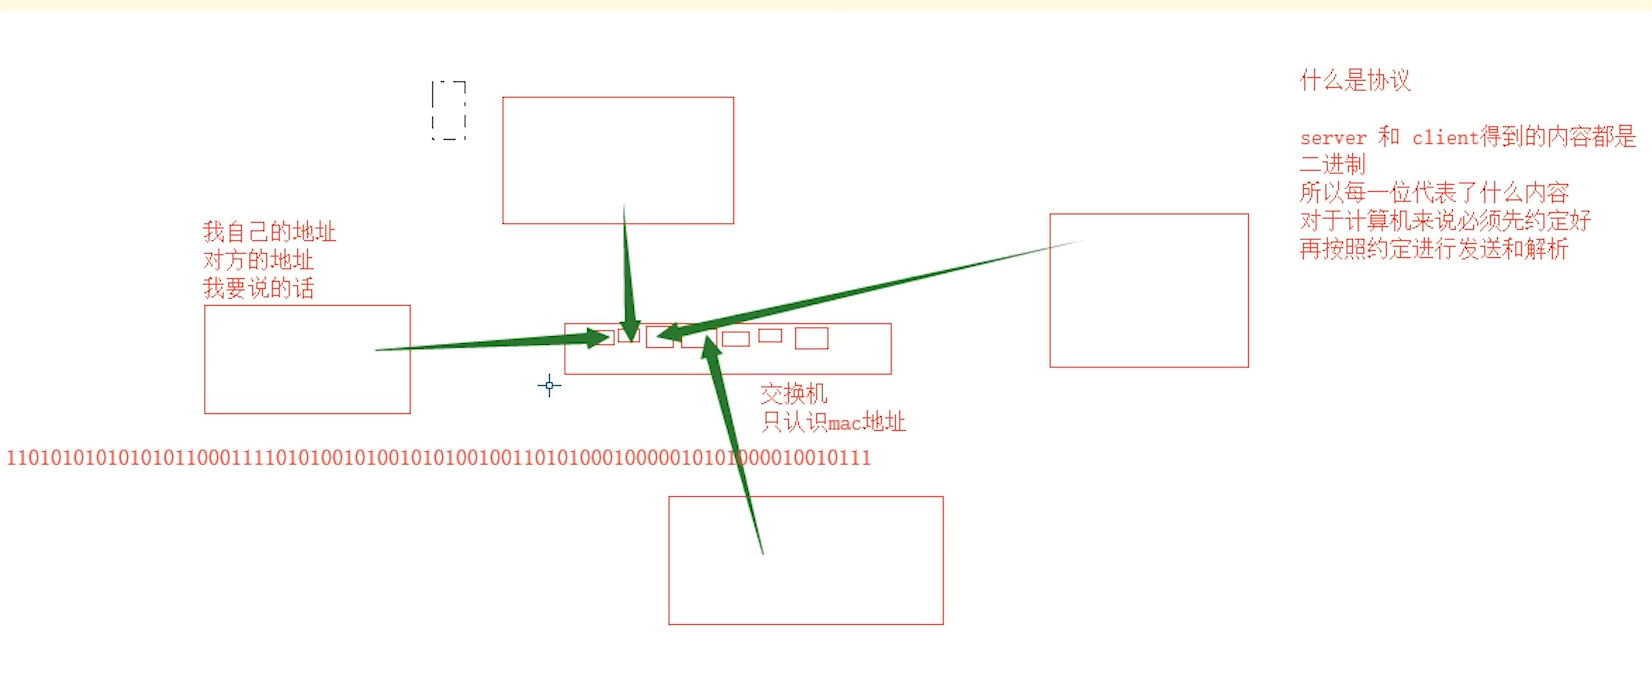 什么是协议
server 和 client得到的内容都是
二进制
所以每一位代表了什么内容
对于计算机来说必须先约定好
再按照约定进行发送和解析
我自己的地址
对方的地址
我要说的话
交换机
只认识mac地址
11010101010101011000111101010010100101010010011010100010000010101000010010111